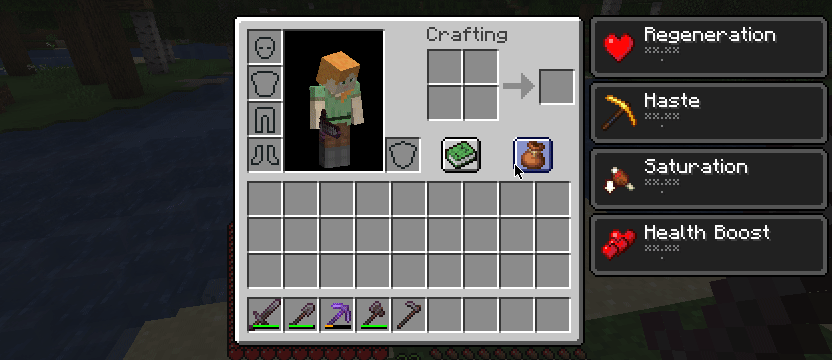 Crafting
Regeneration
**:**
Haste
**:**
Saturation
**:**
Health Boost
**:**